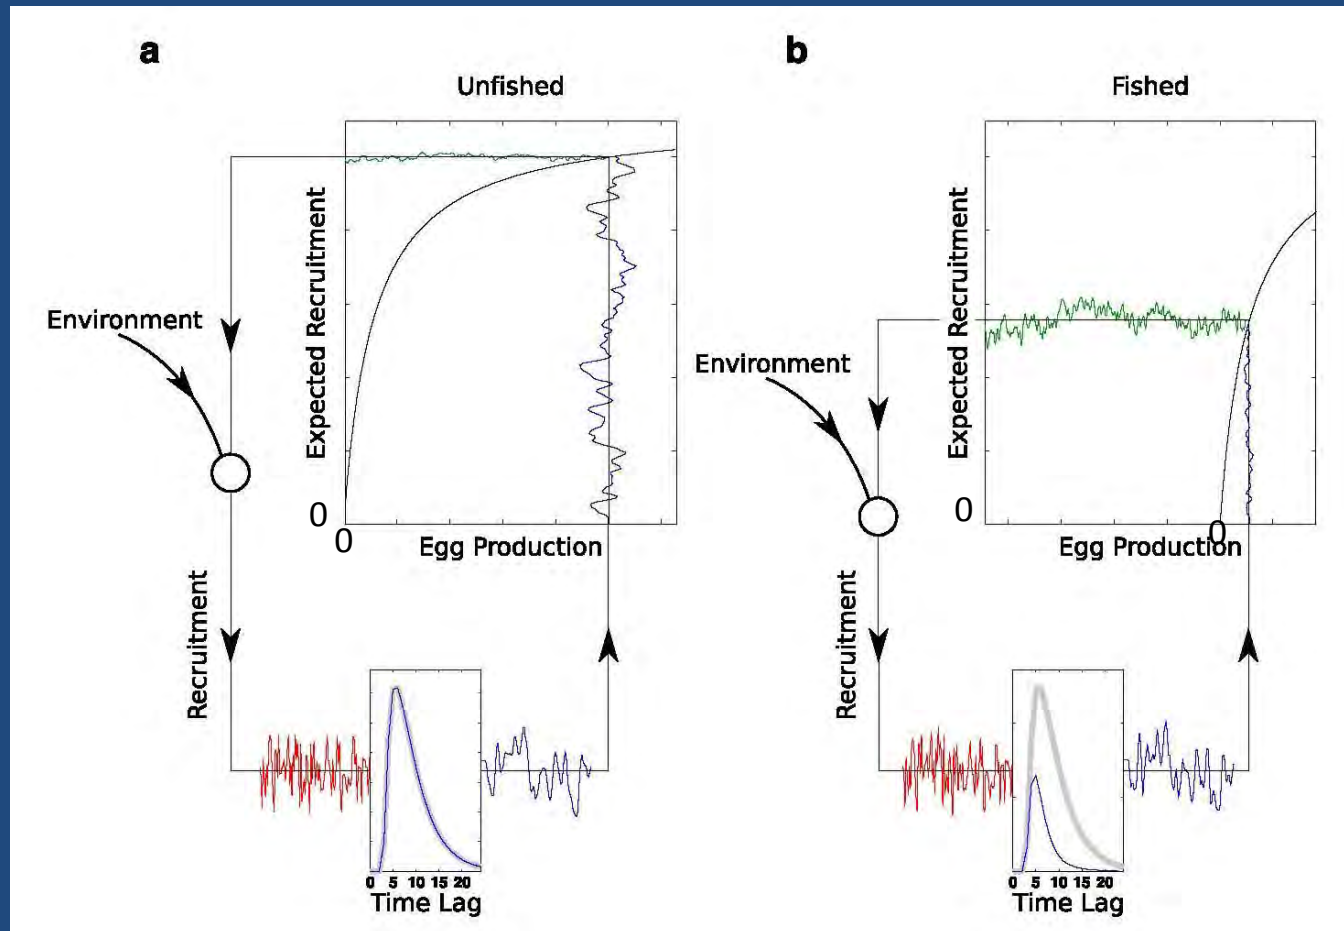 a
Unfished
Expected Recruitment
Environment
0
0
Egg Production
Recruitment
0 5 10 15 20
Time Lag
b
Fished
Expected Recruitment
Environment
0
0
Egg Production
Recruitment
0 5 10 15 20
Time Lag